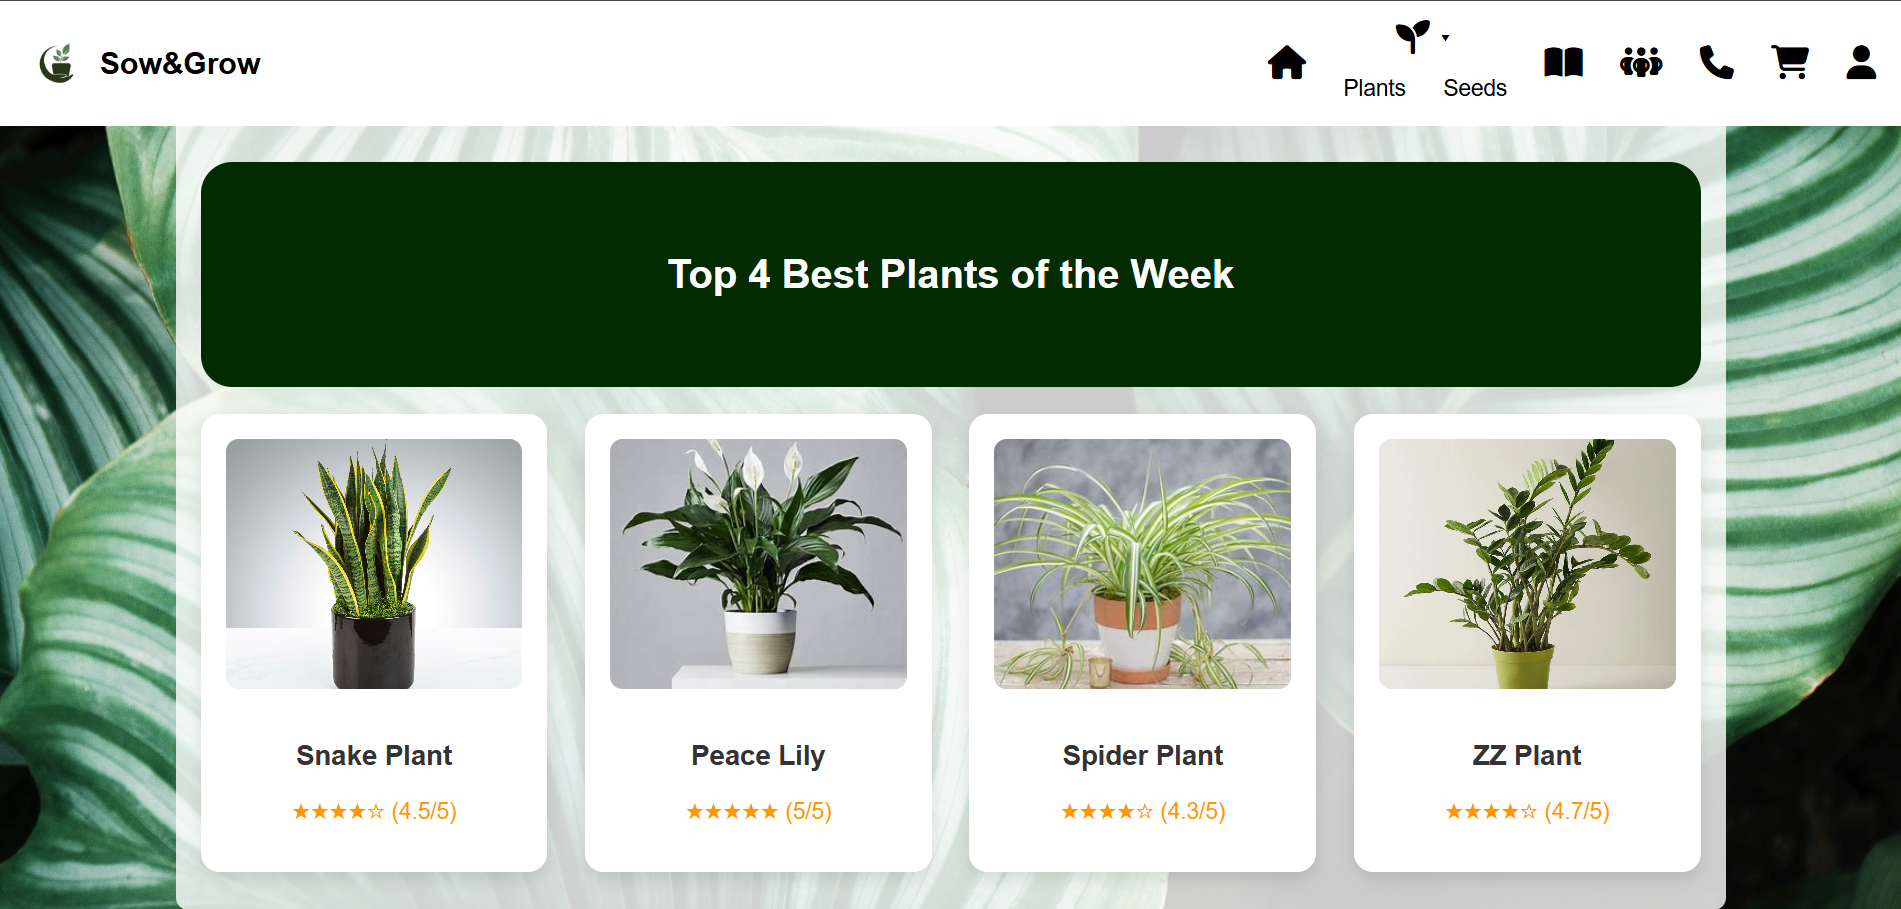 Sow&Grow
Plants Seeds
Top 4 Best Plants of the Week
Snake Plant
★★★★☆ (4.5/5)
Peace Lily
★★★★★ (5/5)
Spider Plant
★★★★☆ (4.3/5)
ZZ Plant
★★★★☆ (4.7/5)